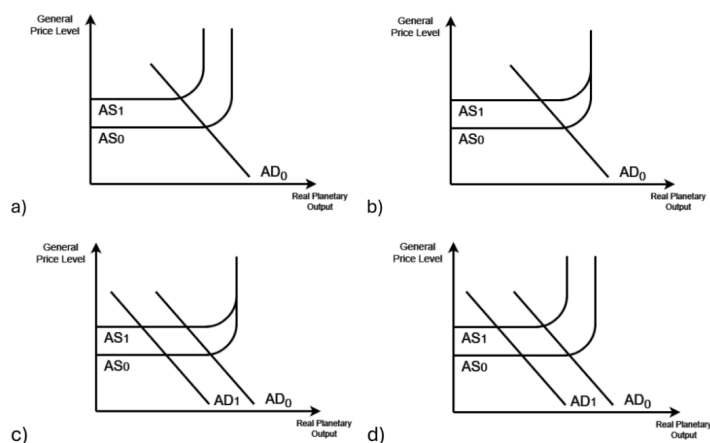 General
Price Level
AS1
AS0
AD0
Real Planetary
Output
a)
General
Price Level
AS1
AS0
AD0
Real Planetary
Output
b)
General
Price Level
AS1
AS0
AD1
AD0
Real Planetary
Output
c)
General
Price Level
AS1
AS0
AD1
AD0
Real Planetary
Output
d)